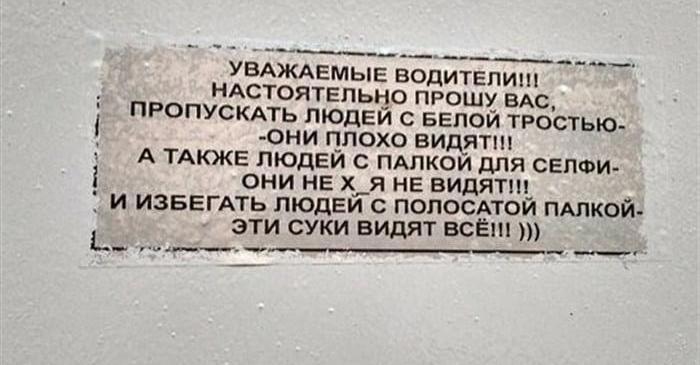 УВАЖАЕМЫЕ ВОДИТЕЛИ!!!
НАСТОЯТЕЛЬНО ПРОШУ ВАС,
ПРОПУСКАТЬ ЛЮДЕЙ С БЕЛОЙ ТРОСТЬЮ-
-ОНИ ПЛОХО ВИДЯТ!!!
А ТАКЖЕ ЛЮДЕЙ С ПАЛКОЙ ДЛЯ СЕЛФИ-
ОНИ НЕ Х_Я НЕ ВИДЯТ!!!
И ИЗБЕГАТЬ ЛЮДЕЙ С ПОЛОСАТОЙ ПАЛКОЙ-
ЭТИ СУКИ ВИДЯТ ВСЁ!!! )))